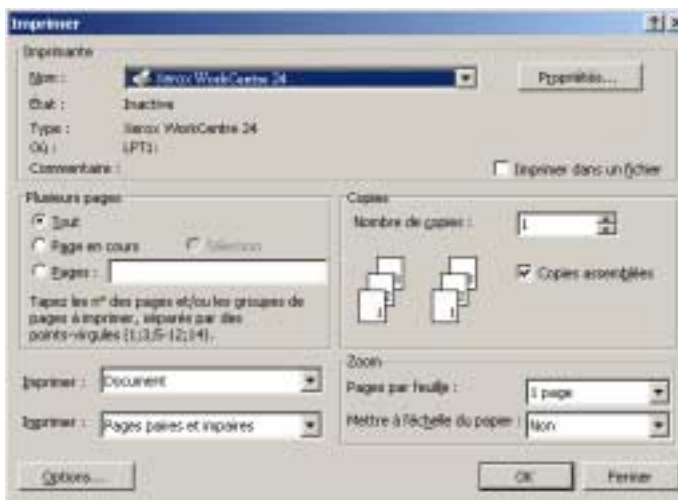 Imprimer
Imprimante
Nom : Xerox WorkCentre 24 Propriétés...
État : Inactive
Type : Xerox WorkCentre 24
Où : LPT1:
Commentaire :
Imprimer dans un fichier
Plusieurs pages
Tout
Page en cours Sélection
Pages :
Tapez les n° des pages et/ou les groupes de
pages à imprimer, séparés par des
points-virgules (1;3;5-12;14).
Copies
Nombre de copies : 1
Copies assemblées
Imprimer : Document
Imprimer : Pages paires et impaires
Zoom
Pages par feuille : 1 page
Mettre à l'échelle du papier : Non
Options... OK Fermer